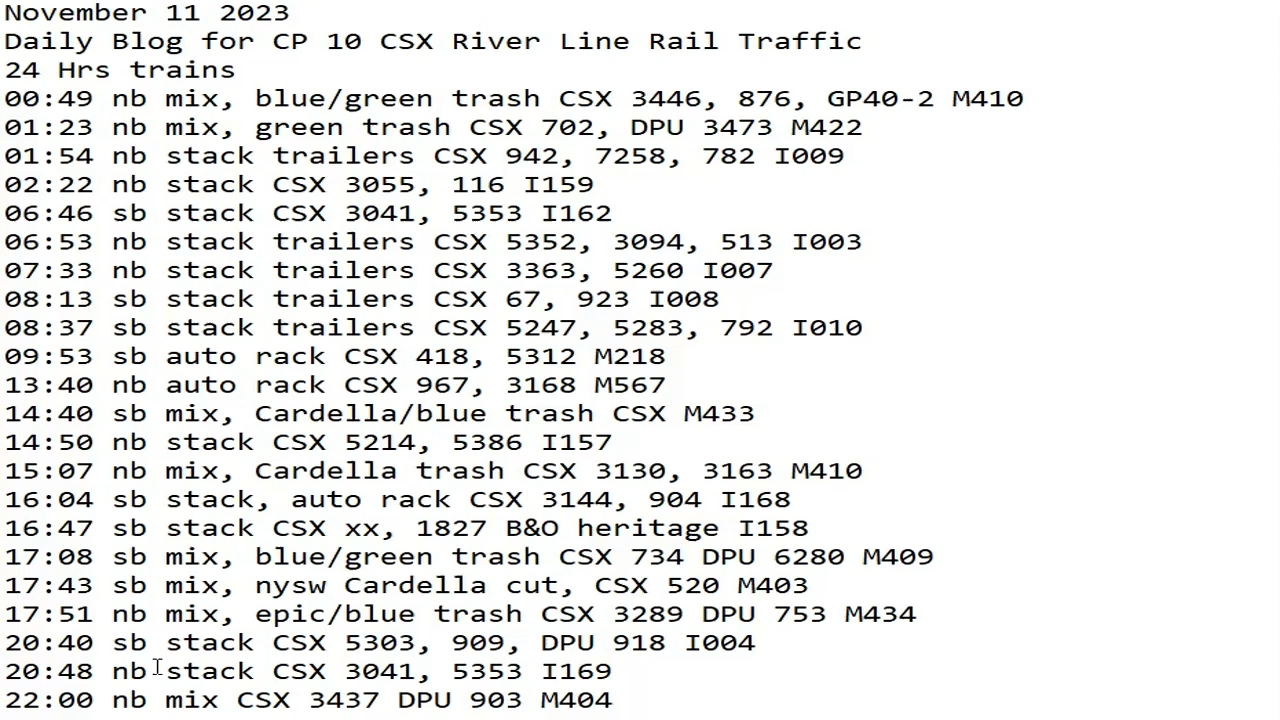 November 11 2023
Daily Blog for CP 10 CSX River Line Rail Traffic
24 Hrs trains
00:49 nb mix, blue/green trash CSX 3446, 876, GP40-2 M410
01:23 nb mix, green trash CSX 702, DPU 3473 M422
01:54 nb stack trailers CSX 942, 7258, 782 I009
02:22 nb stack CSX 3055, 116 I159
06:46 sb stack CSX 3041, 5353 I162
06:53 nb stack trailers CSX 5352, 3094, 513 I003
07:33 nb stack trailers CSX 3363, 5260 I007
08:13 sb stack trailers CSX 67, 923 I008
08:37 sb stack trailers CSX 5247, 5283, 792 I010
09:53 sb auto rack CSX 418, 5312 M218
13:40 nb auto rack CSX 967, 3168 M567
14:40 sb mix, Cardella/blue trash CSX M433
14:50 nb stack CSX 5214, 5386 I157
15:07 nb mix, Cardella trash CSX 3130, 3163 M410
16:04 sb stack, auto rack CSX 3144, 904 I168
16:47 sb stack CSX xx, 1827 B&O heritage I158
17:08 sb mix, blue/green trash CSX 734 DPU 6280 M409
17:43 sb mix, nysw Cardella cut, CSX 520 M403
17:51 nb mix, epic/blue trash CSX 3289 DPU 753 M434
20:40 sb stack CSX 5303, 909, DPU 918 I004
20:48 nb stack CSX 3041, 5353 I169
22:00 nb mix CSX 3437 DPU 903 M404